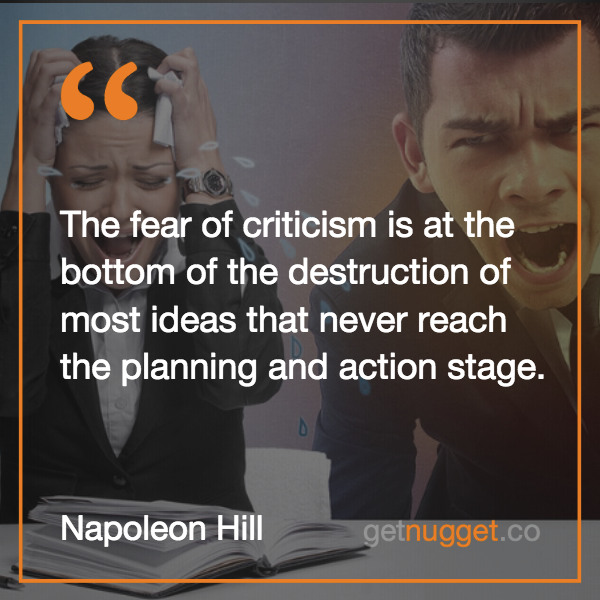 “
The fear of criticism is at the
bottom of the destruction of
most ideas that never reach
the planning and action stage.
Napoleon Hill
getnugget.co